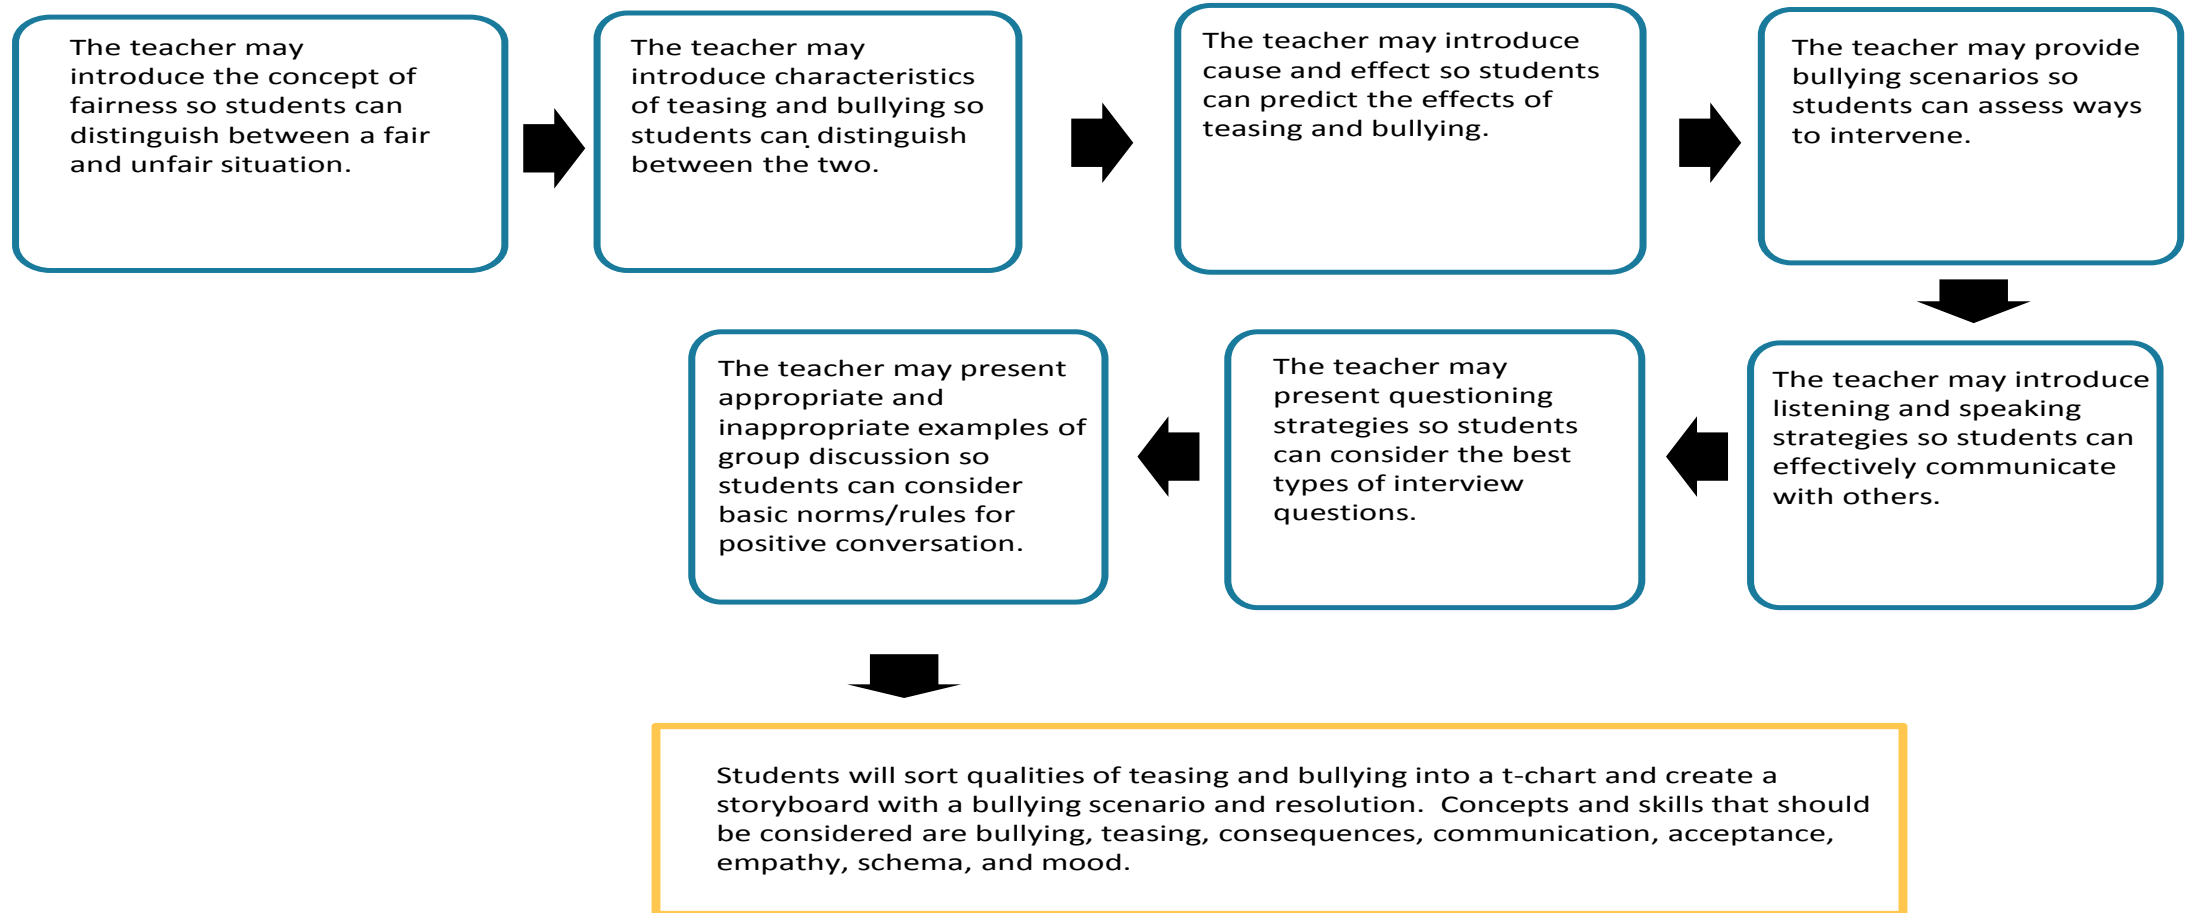 The teacher may
introduce the concept of
fairness so students can
distinguish between a fair
and unfair situation.
The teacher may
introduce characteristics
of teasing and bullying so
students can distinguish
between the two.
The teacher may introduce
cause and effect so students
can predict the effects of
teasing and bullying.
The teacher may provide
bullying scenarios so
students can assess ways
to intervene.
The teacher may introduce
listening and speaking
strategies so students can
effectively communicate
with others.
The teacher may
present questioning
strategies so students
can consider the best
types of interview
questions.
The teacher may present
appropriate and
inappropriate examples of
group discussion so
students can consider
basic norms/rules for
positive conversation.
Students will sort qualities of teasing and bullying into a t-chart and create a
storyboard with a bullying scenario and resolution.  Concepts and skills that should
be considered are bullying, teasing, consequences, communication, acceptance,
empathy, schema, and mood.